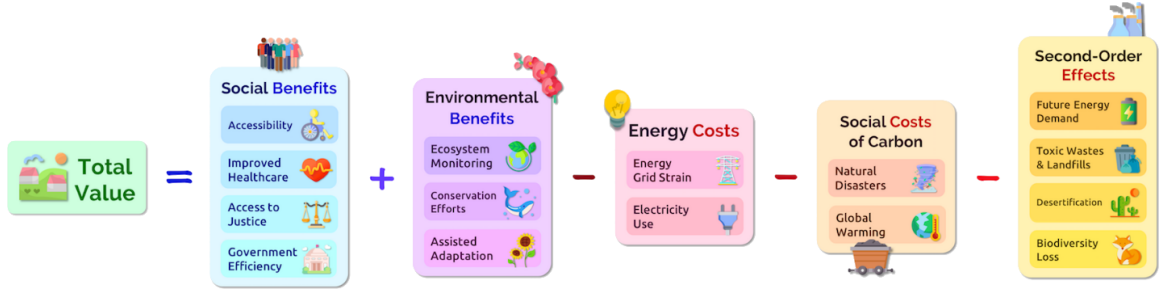 Total
Value
=
Social Benefits
Accessibility
Improved
Healthcare
Access to
Justice
Government
Efficiency
+
Environmental
Benefits
Ecosystem
Monitoring
Conservation
Efforts
Assisted
Adaptation
−
Energy Costs
Energy
Grid Strain
Electricity
Use
−
Social Costs
of Carbon
Natural
Disasters
Global
Warming
−
Second-Order
Effects
Future Energy
Demand
Toxic Wastes
& Landfills
Desertification
Biodiversity
Loss